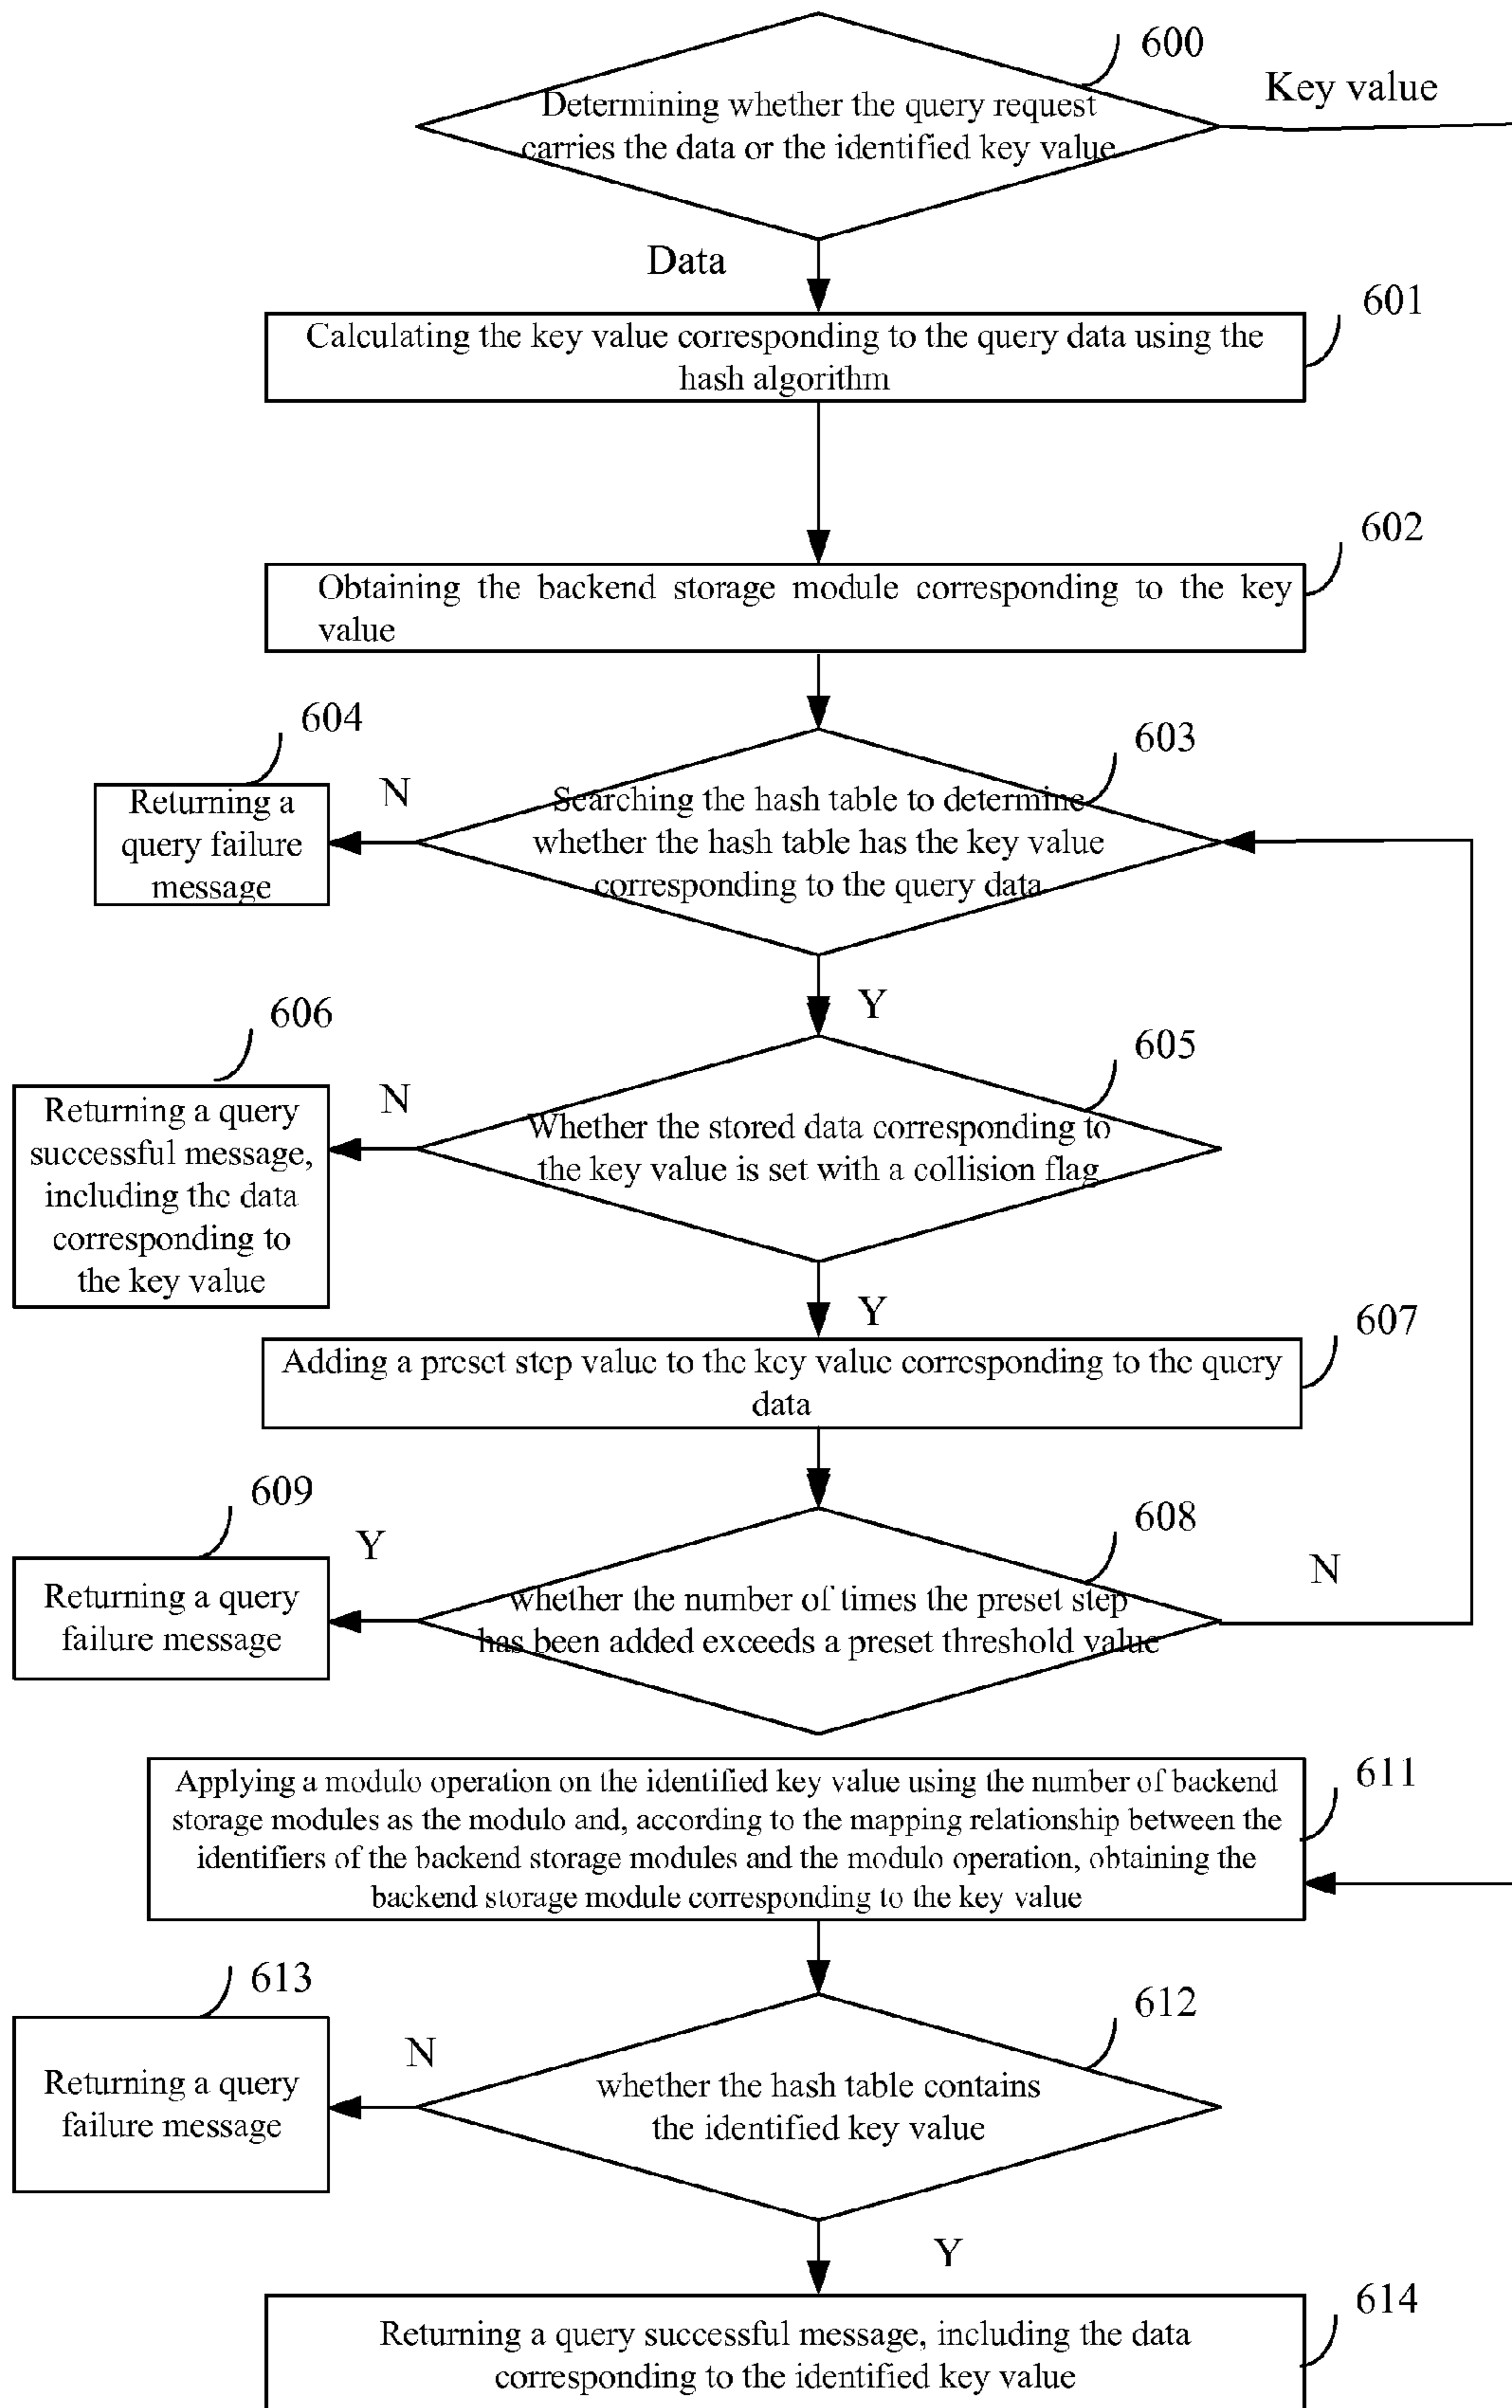 600
Key value
Determining whether the query request
carries the data or the identified key value
Data
601
Calculating the key value corresponding to the query data using the
hash algorithm
602
Obtaining the backend storage module corresponding to the key
value
604
603
N
Returning a
query failure
message
Searching the hash table to determine
whether the hash table has the key value
corresponding to the query data
Y
606
605
N
Returning a query
successful message,
including the data
corresponding to
the key value
Whether the stored data corresponding to
the key value is set with a collision flag
Y
607
Adding a preset step value to the key value corresponding to the query
data
609
608
Y
N
Returning a query
failure message
whether the number of times the preset step
has been added exceeds a preset threshold value
611
Applying a modulo operation on the identified key value using the number of backend
storage modules as the modulo and, according to the mapping relationship between the
identifiers of the backend storage modules and the modulo operation, obtaining the
backend storage module corresponding to the key value
613
612
N
Returning a query
failure message
whether the hash table contains
the identified key value
Y
614
Returning a query successful message, including the data
corresponding to the identified key value